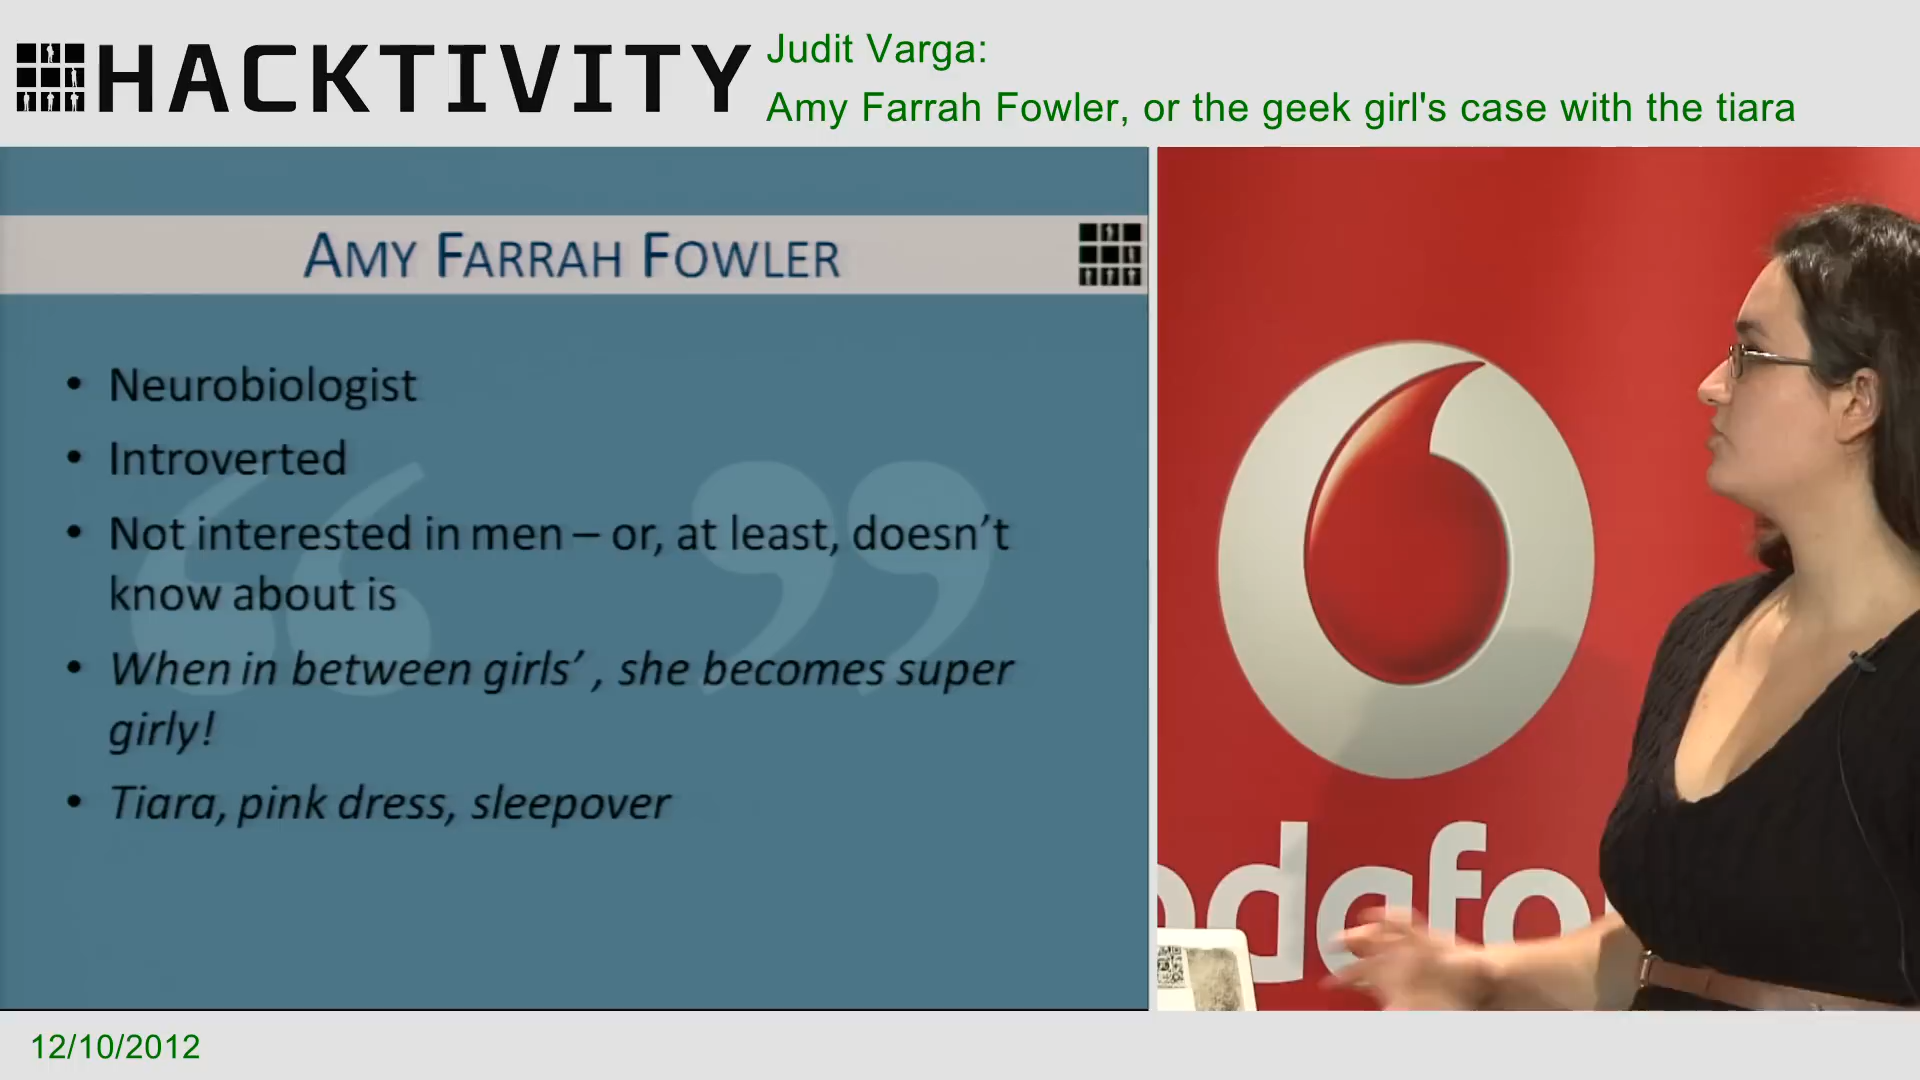 HACKTIVITY
Judit Varga:
Amy Farrah Fowler, or the geek girl's case with the tiara
AMY FARRAH FOWLER
• Neurobiologist
• Introverted
• Not interested in men – or, at least, doesn't
know about is
• When in between girls' , she becomes super
girly!
• Tiara, pink dress, sleepover
odafo
12/10/2012